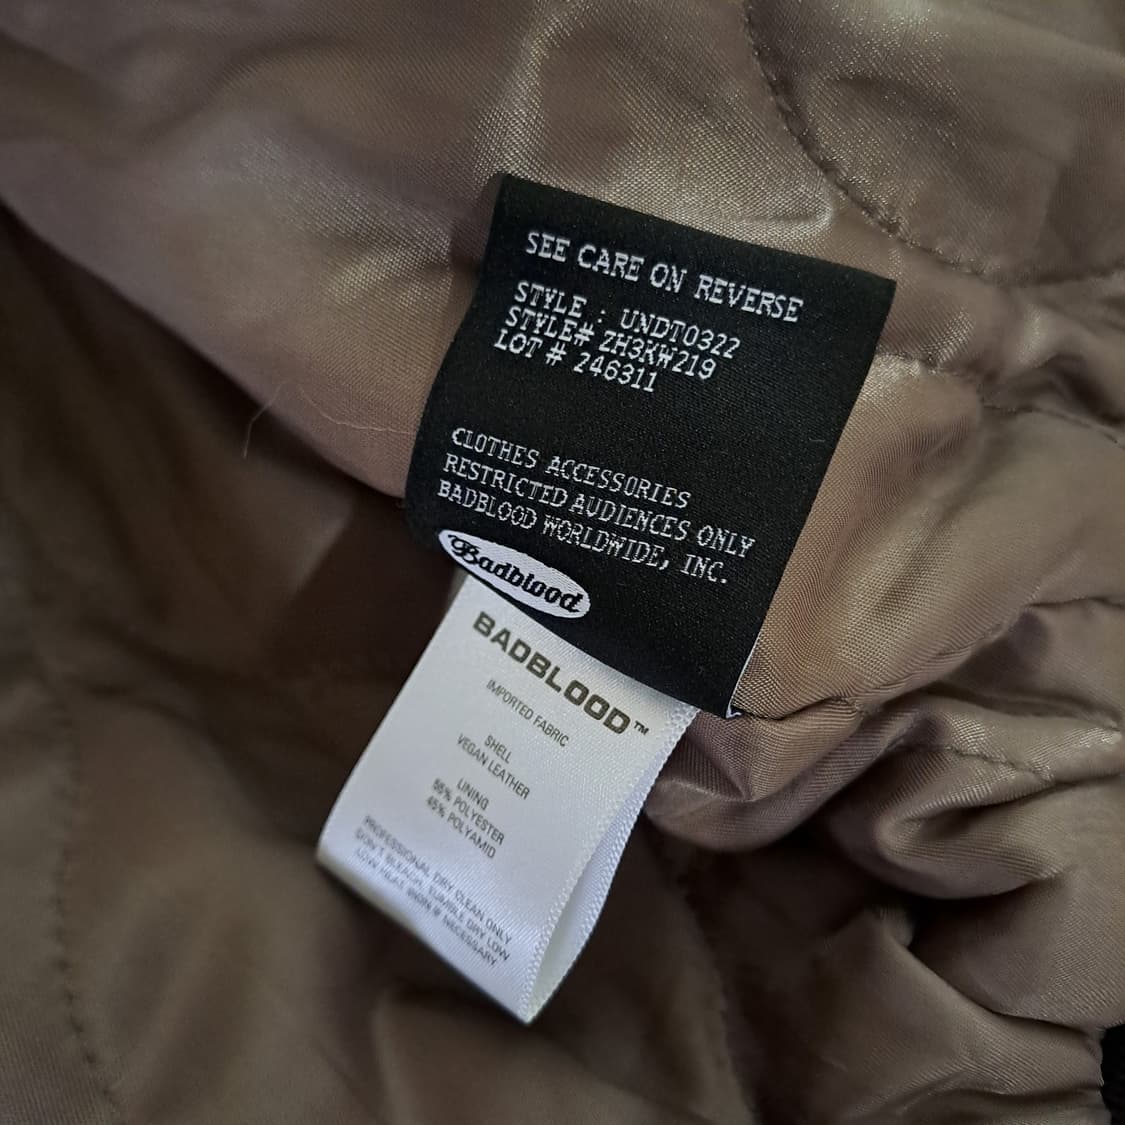 SEE CARE ON REVERSE
STYLE : UNDT0322
STYLE# ZH3KW219
LOT # 246311
CLOTHES ACCESSORIES
RESTRICTED AUDIENCES ONLY
BADBLOOD WORLDWIDE, INC.
Badblood
BADBLOOD™
IMPORTED FABRIC
SHELL
VEGAN LEATHER
LINING
55% POLYESTER
45% POLYAMID
PROFESSIONAL DRY CLEAN ONLY
DON'T BLEACH, TUMBLE DRY LOW
LOW HEAT IRON IF NECESSARY